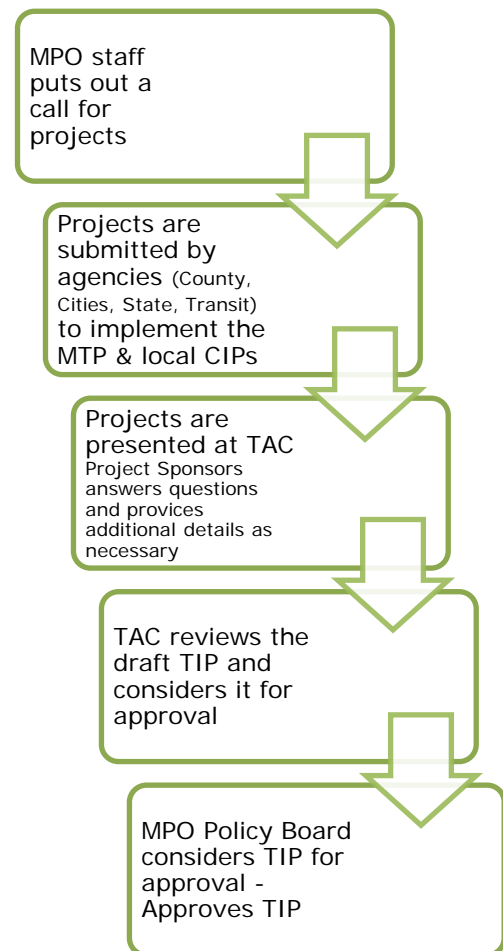 MPO staff
puts out a
call for
projects
Projects are
submitted by
agencies (County,
Cities, State, Transit)
to implement the
MTP & local CIPs
Projects are
presented at TAC
Project Sponsors
answers questions
and provices
additional details as
necessary
TAC reviews the
draft TIP and
considers it for
approval
MPO Policy Board
considers TIP for
approval -
Approves TIP